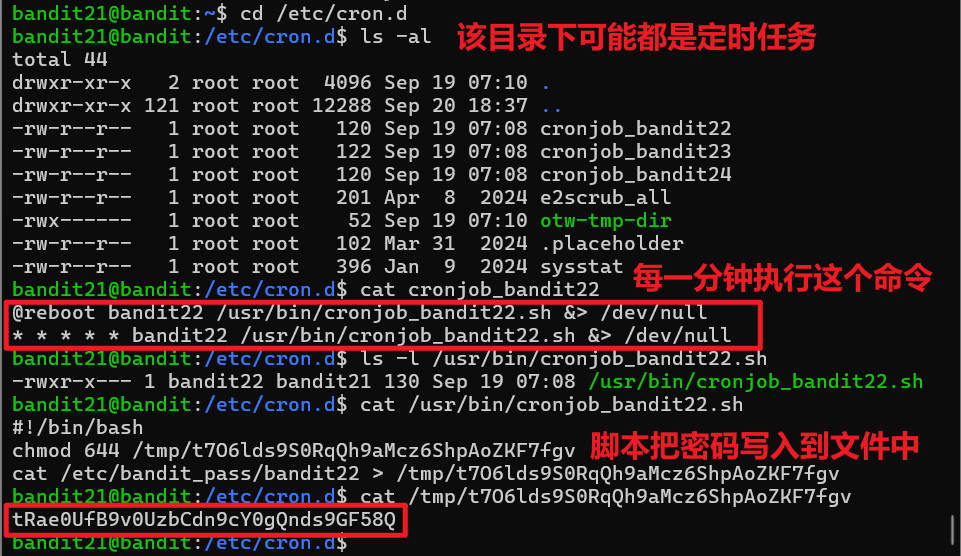 bandit21@bandit:~$ cd /etc/cron.d
bandit21@bandit:/etc/cron.d$ ls -al 该目录下可能都是定时任务
total 44
drwxr-xr-x   2 root root  4096 Sep 19 07:10 .
drwxr-xr-x 121 root root 12288 Sep 20 18:37 ..
-rw-r--r--   1 root root   120 Sep 19 07:08 cronjob_bandit22
-rw-r--r--   1 root root   122 Sep 19 07:08 cronjob_bandit23
-rw-r--r--   1 root root   120 Sep 19 07:08 cronjob_bandit24
-rw-r--r--   1 root root   201 Apr  8  2024 e2scrub_all
-rwx------   1 root root    52 Sep 19 07:10 otw-tmp-dir
-rw-r--r--   1 root root   102 Mar 31  2024 .placeholder
-rw-r--r--   1 root root   396 Jan  9  2024 sysstat
每一分钟执行这个命令
bandit21@bandit:/etc/cron.d$ cat cronjob_bandit22
@reboot bandit22 /usr/bin/cronjob_bandit22.sh &> /dev/null
* * * * * bandit22 /usr/bin/cronjob_bandit22.sh &> /dev/null
bandit21@bandit:/etc/cron.d$ ls -l /usr/bin/cronjob_bandit22.sh
-rwxr-x--- 1 bandit22 bandit21 130 Sep 19 07:08 /usr/bin/cronjob_bandit22.sh
bandit21@bandit:/etc/cron.d$ cat /usr/bin/cronjob_bandit22.sh
#!/bin/bash
chmod 644 /tmp/t7O6lds9S0RqQh9aMcz6ShpAoZKF7fgv 脚本把密码写入到文件中
cat /etc/bandit_pass/bandit22 > /tmp/t7O6lds9S0RqQh9aMcz6ShpAoZKF7fgv
bandit21@bandit:/etc/cron.d$ cat /tmp/t7O6lds9S0RqQh9aMcz6ShpAoZKF7fgv
tRae0UfB9v0UzbCdn9cY0gQnds9GF58Q
bandit21@bandit:/etc/cron.d$